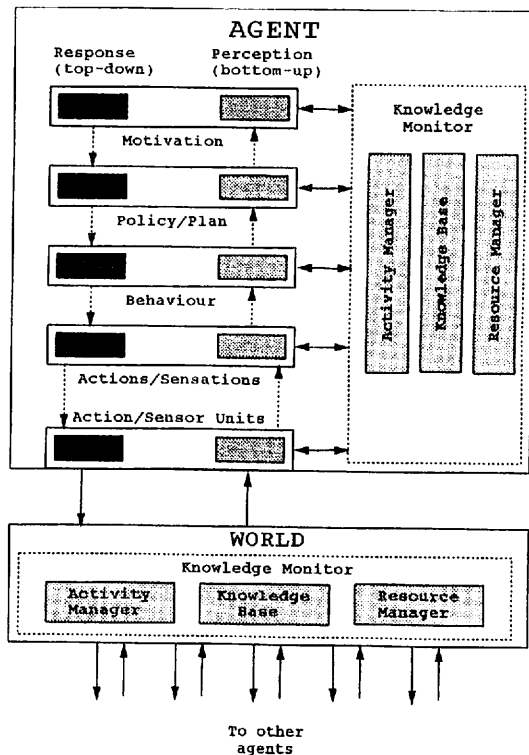 AGENT
Response
(top-down)
Perception
(bottom-up)
Knowledge
Monitor
Motivation
Policy/Plan
Behaviour
Actions/Sensations
Action/Sensor Units
Activity Manager
Knowledge Base
Resource Manager
WORLD
Knowledge Monitor
Activity
Manager
Knowledge
Base
Resource
Manager
To other
agents